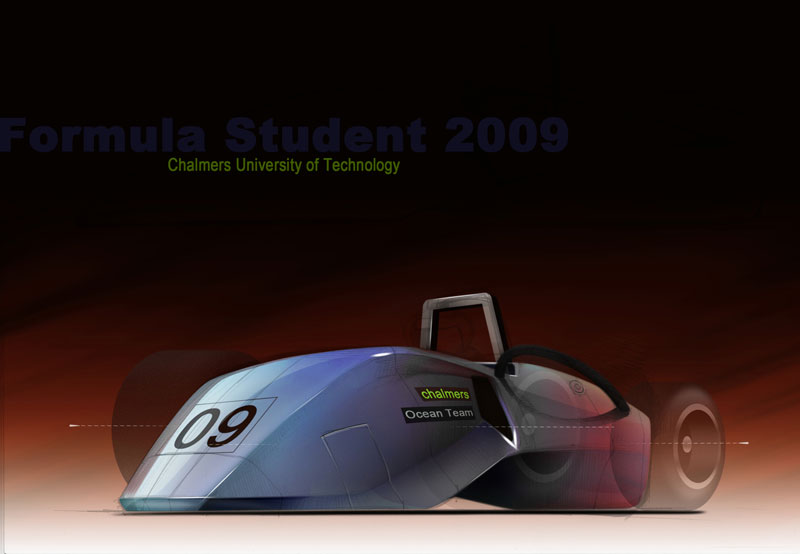 Formula Student 2009
Chalmers University of Technology
chalmers
Ocean Team
09